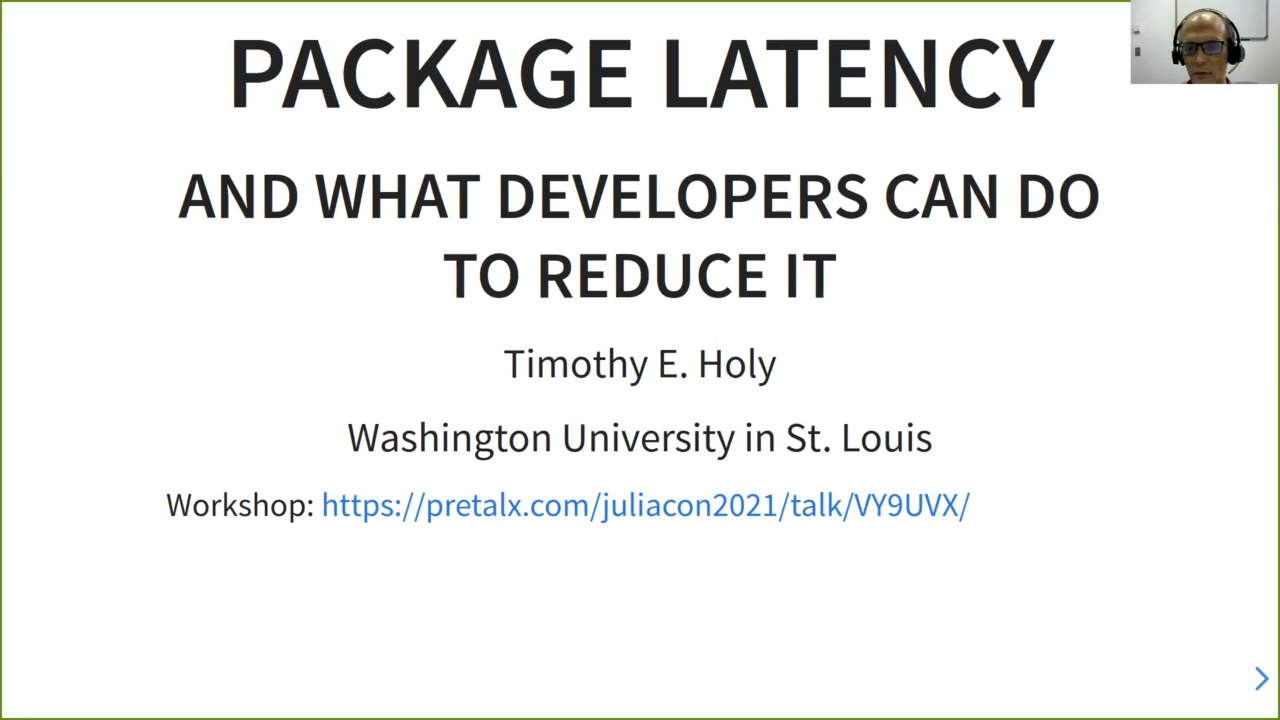 PACKAGE LATENCY
AND WHAT DEVELOPERS CAN DO
TO REDUCE IT
Timothy E. Holy
Washington University in St. Louis
Workshop: https://pretalx.com/juliacon2021/talk/VY9UVX/